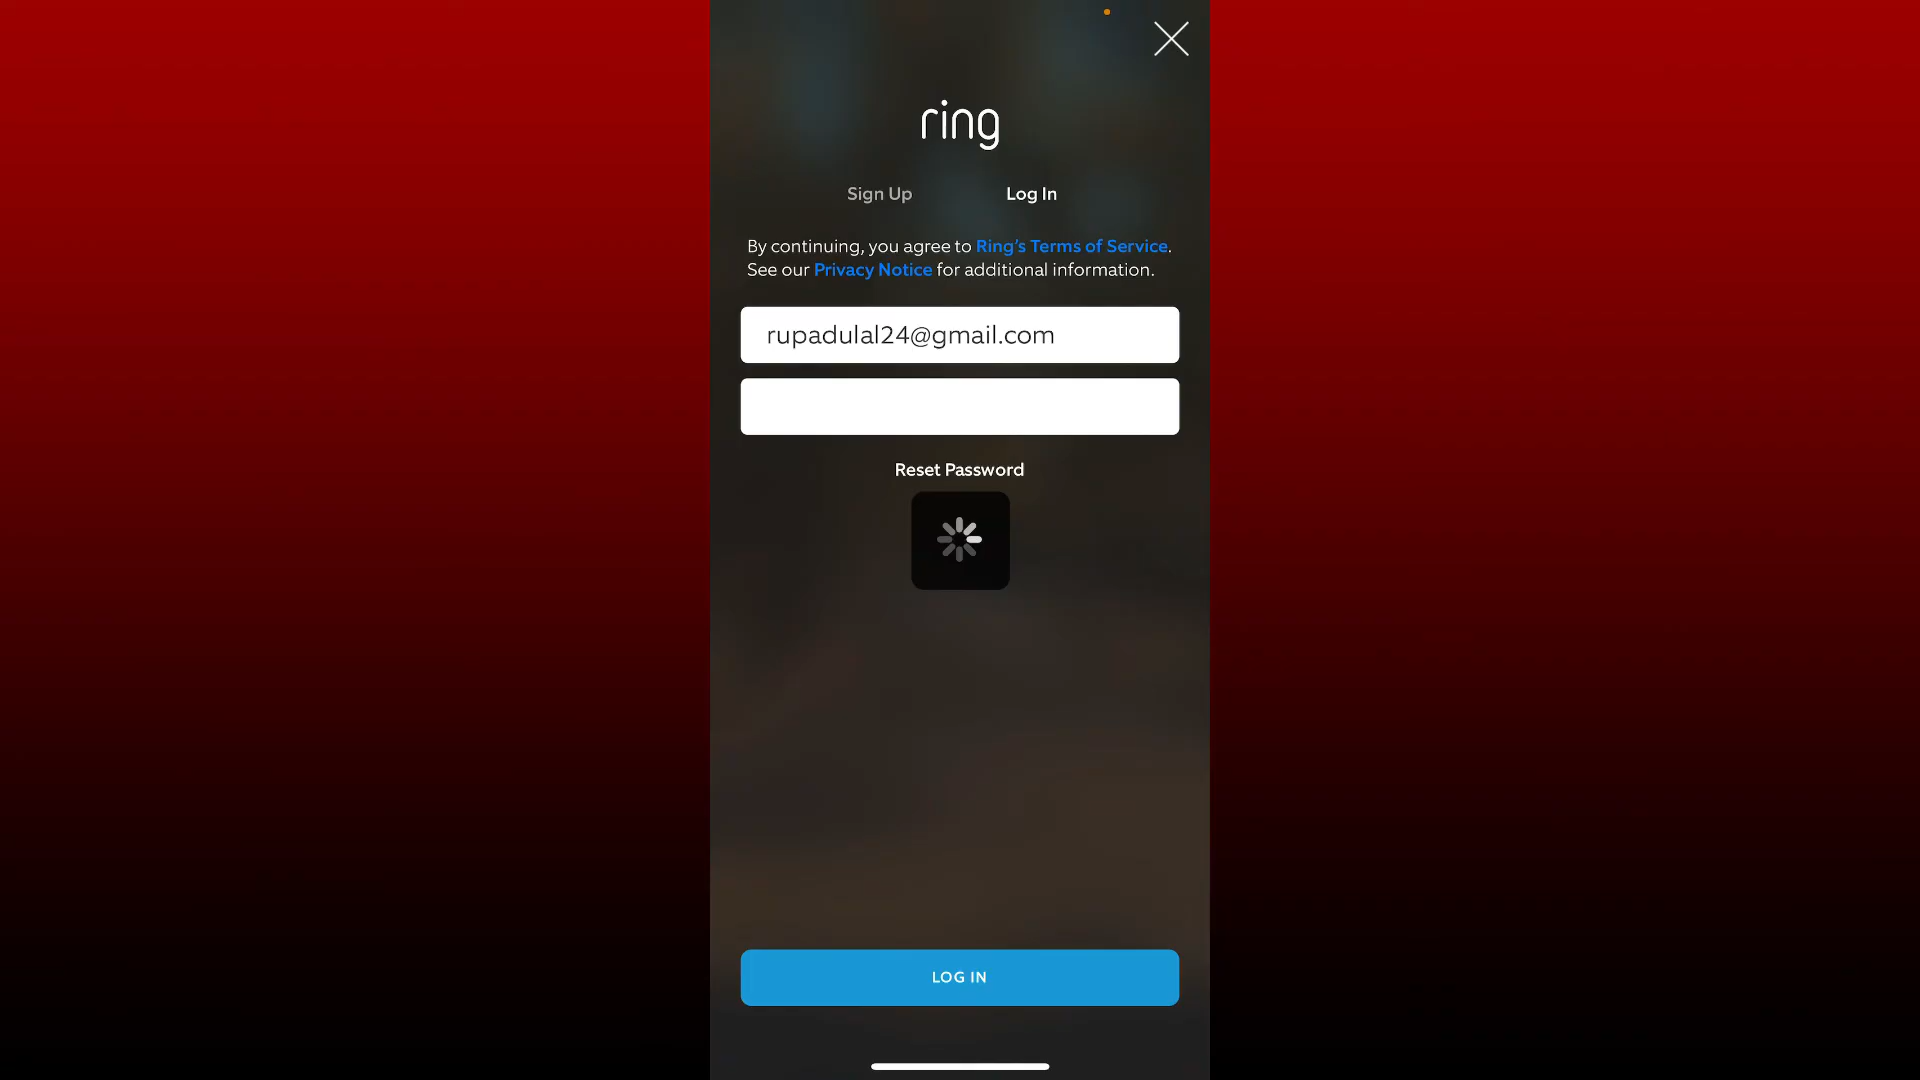 ring
Sign Up
Log In
By continuing, you agree to Ring's Terms of Service.
See our Privacy Notice for additional information.
rupadulal24@gmail.com
Reset Password
LOG IN